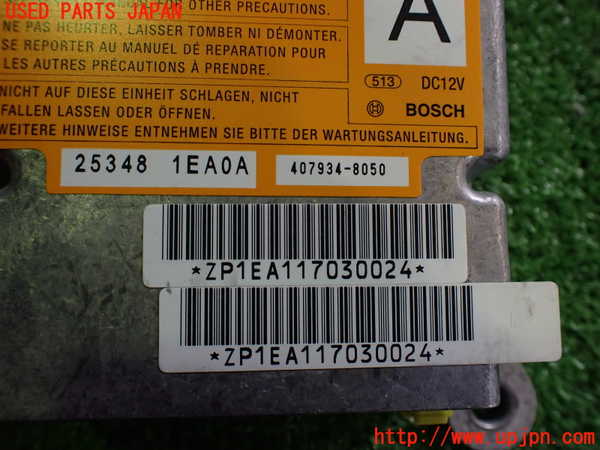 USED PARTS JAPAN
NE PAS HEURTER, LAISSER TOMBER NI DÉMONTER.
SE REPORTER AU MANUEL DE RÉPARATION POUR
LES AUTRES PRÉCAUTIONS À PRENDRE.
A
513 DC12V
BOSCH
NICHT AUF DIESE EINHEIT SCHLAGEN, NICHT
FALLEN LASSEN ODER ÖFFNEN.
WEITERE HINWEISE ENTNEHMEN SIE BITTE DER WARTUNGSANLEITUNG.
25348 1EA0A
407934-8050
*ZP1EA117030024*
*ZP1EA117030024*
http://www.upjpn.com/